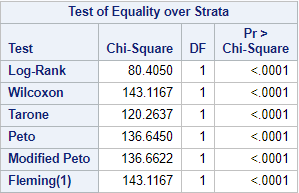 Test of Equality over Strata
Test Chi-Square DF Pr > Chi-Square
Log-Rank 80.4050 1 <.0001
Wilcoxon 143.1167 1 <.0001
Tarone 120.2637 1 <.0001
Peto 136.6450 1 <.0001
Modified Peto 136.6622 1 <.0001
Fleming(1) 143.1167 1 <.0001